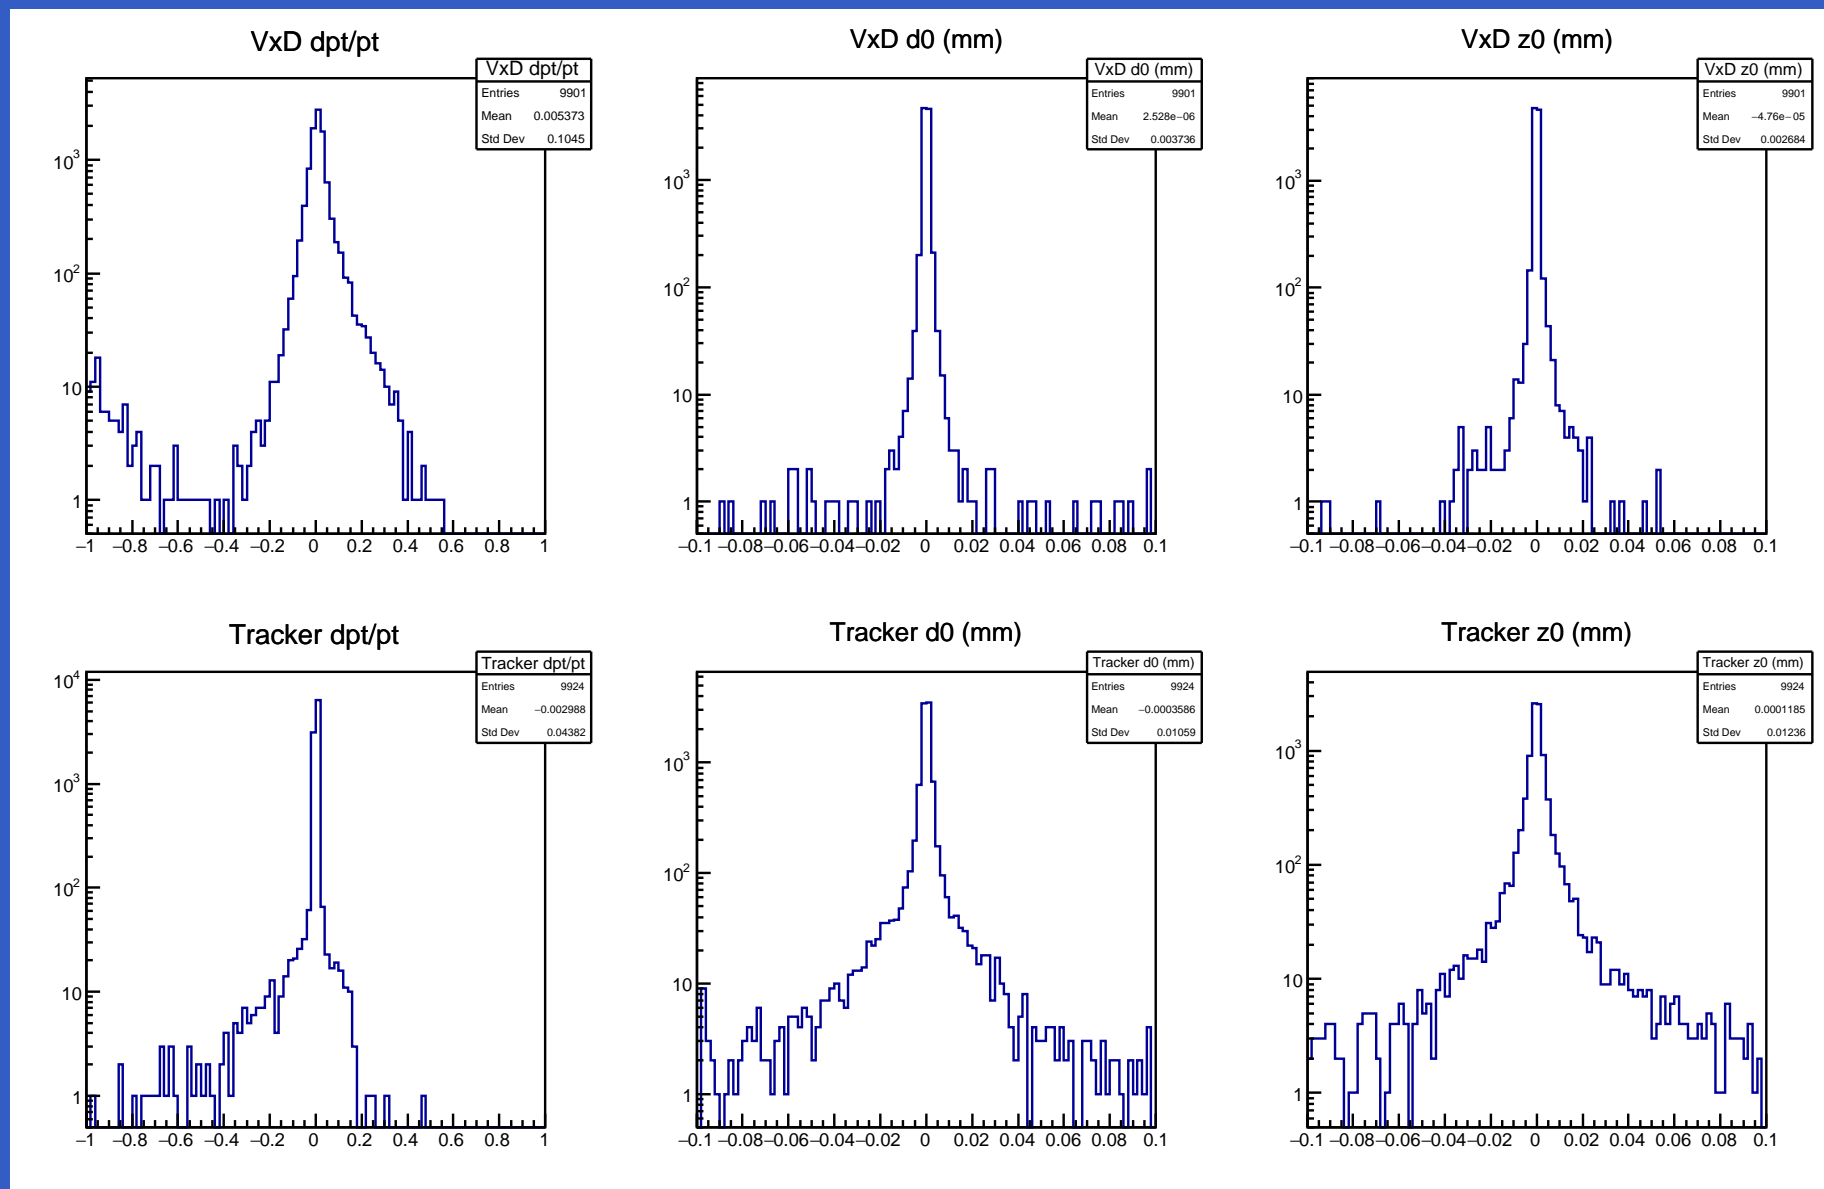 VxD dpt/pt
VxD dpt/pt
Entries 9901
Mean 0.005373
Std Dev 0.1045
10³
10²
10
1
−1 −0.8 −0.6 −0.4 −0.2 0 0.2 0.4 0.6 0.8 1
VxD d0 (mm)
VxD d0 (mm)
Entries 9901
Mean 2.528e−06
Std Dev 0.003736
10³
10²
10
1
−0.1 −0.08 −0.06 −0.04 −0.02 0 0.02 0.04 0.06 0.08 0.1
VxD z0 (mm)
VxD z0 (mm)
Entries 9901
Mean −4.76e−05
Std Dev 0.002684
10³
10²
10
1
−0.1 −0.08 −0.06 −0.04 −0.02 0 0.02 0.04 0.06 0.08 0.1
Tracker dpt/pt
Tracker dpt/pt
Entries 9924
Mean −0.002988
Std Dev 0.04382
10⁴
10³
10²
10
1
−1 −0.8 −0.6 −0.4 −0.2 0 0.2 0.4 0.6 0.8 1
Tracker d0 (mm)
Tracker d0 (mm)
Entries 9924
Mean −0.0003586
Std Dev 0.01059
10³
10²
10
1
−0.1 −0.08 −0.06 −0.04 −0.02 0 0.02 0.04 0.06 0.08 0.1
Tracker z0 (mm)
Tracker z0 (mm)
Entries 9924
Mean 0.0001185
Std Dev 0.01236
10³
10²
10
1
−0.1 −0.08 −0.06 −0.04 −0.02 0 0.02 0.04 0.06 0.08 0.1